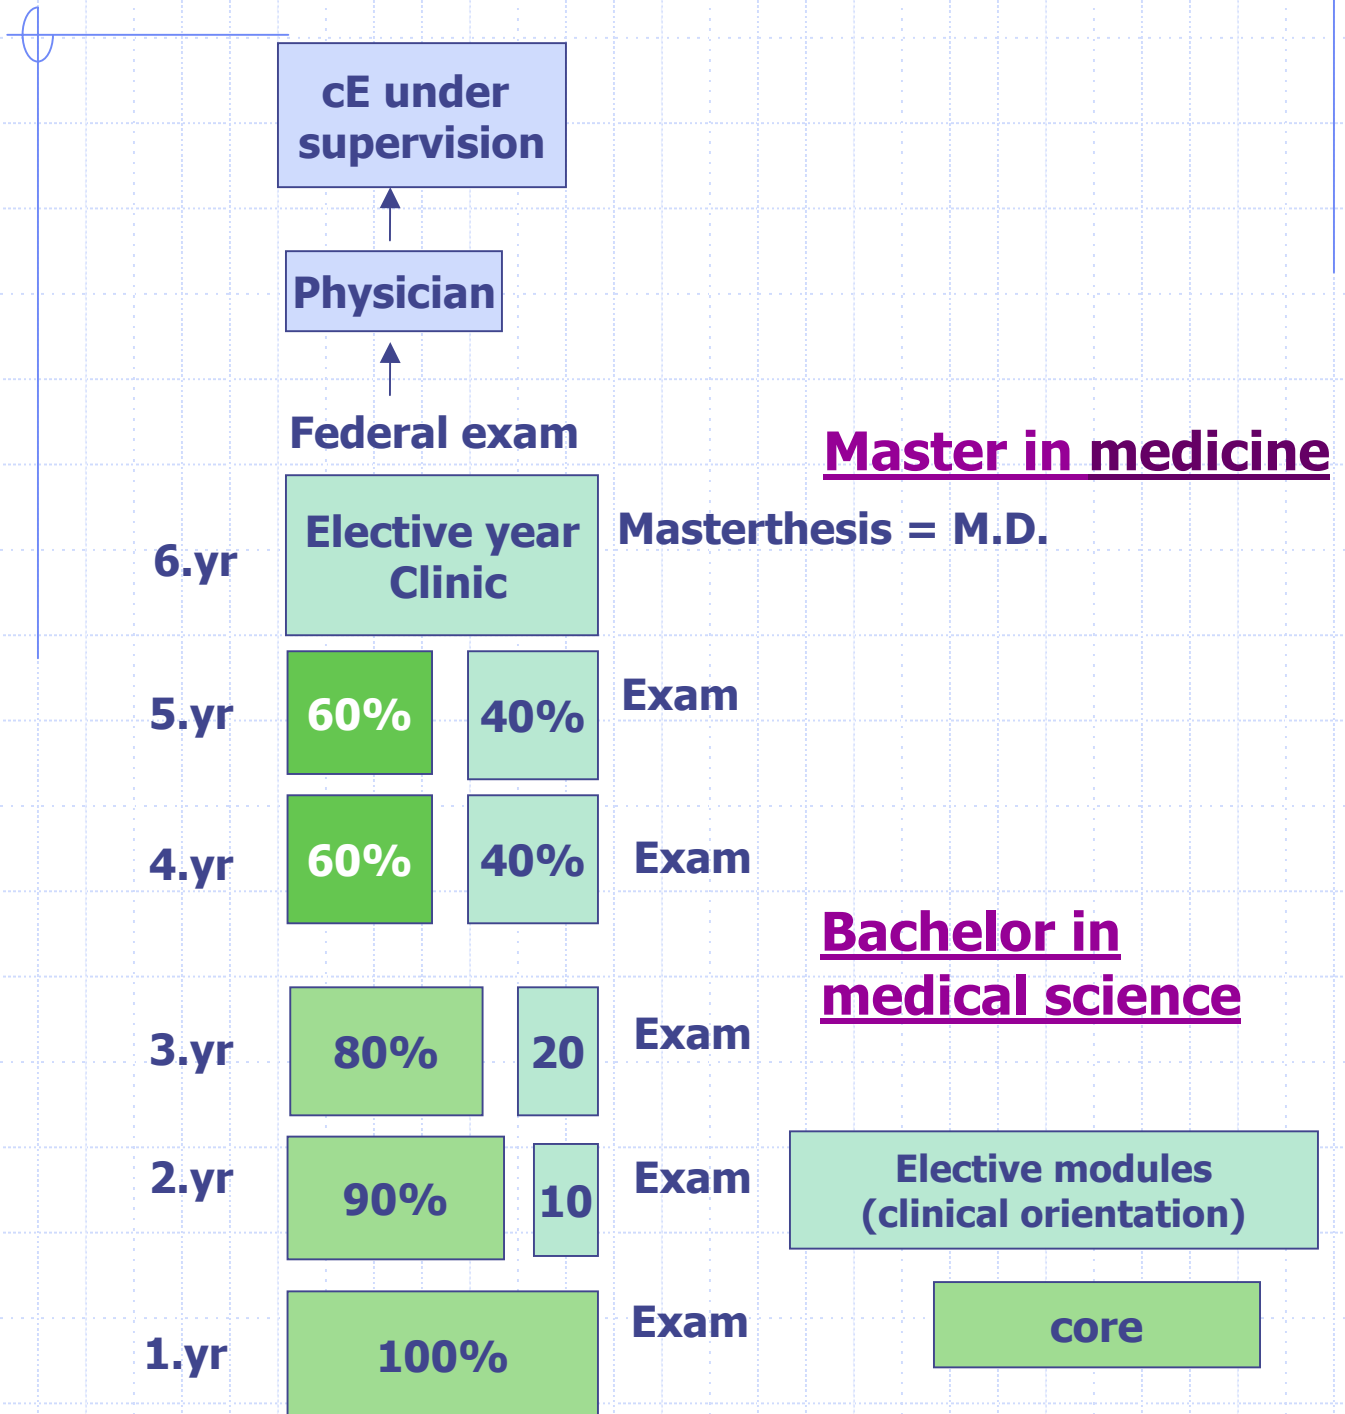 cE under
supervision
Physician
Federal exam
Master in medicine
Elective year
Clinic
Masterthesis = M.D.
6.yr
5.yr
60%
40%
Exam
4.yr
60%
40%
Exam
Bachelor in
medical science
3.yr
80%
20
Exam
2.yr
90%
10
Exam
Elective modules
(clinical orientation)
1.yr
100%
Exam
core